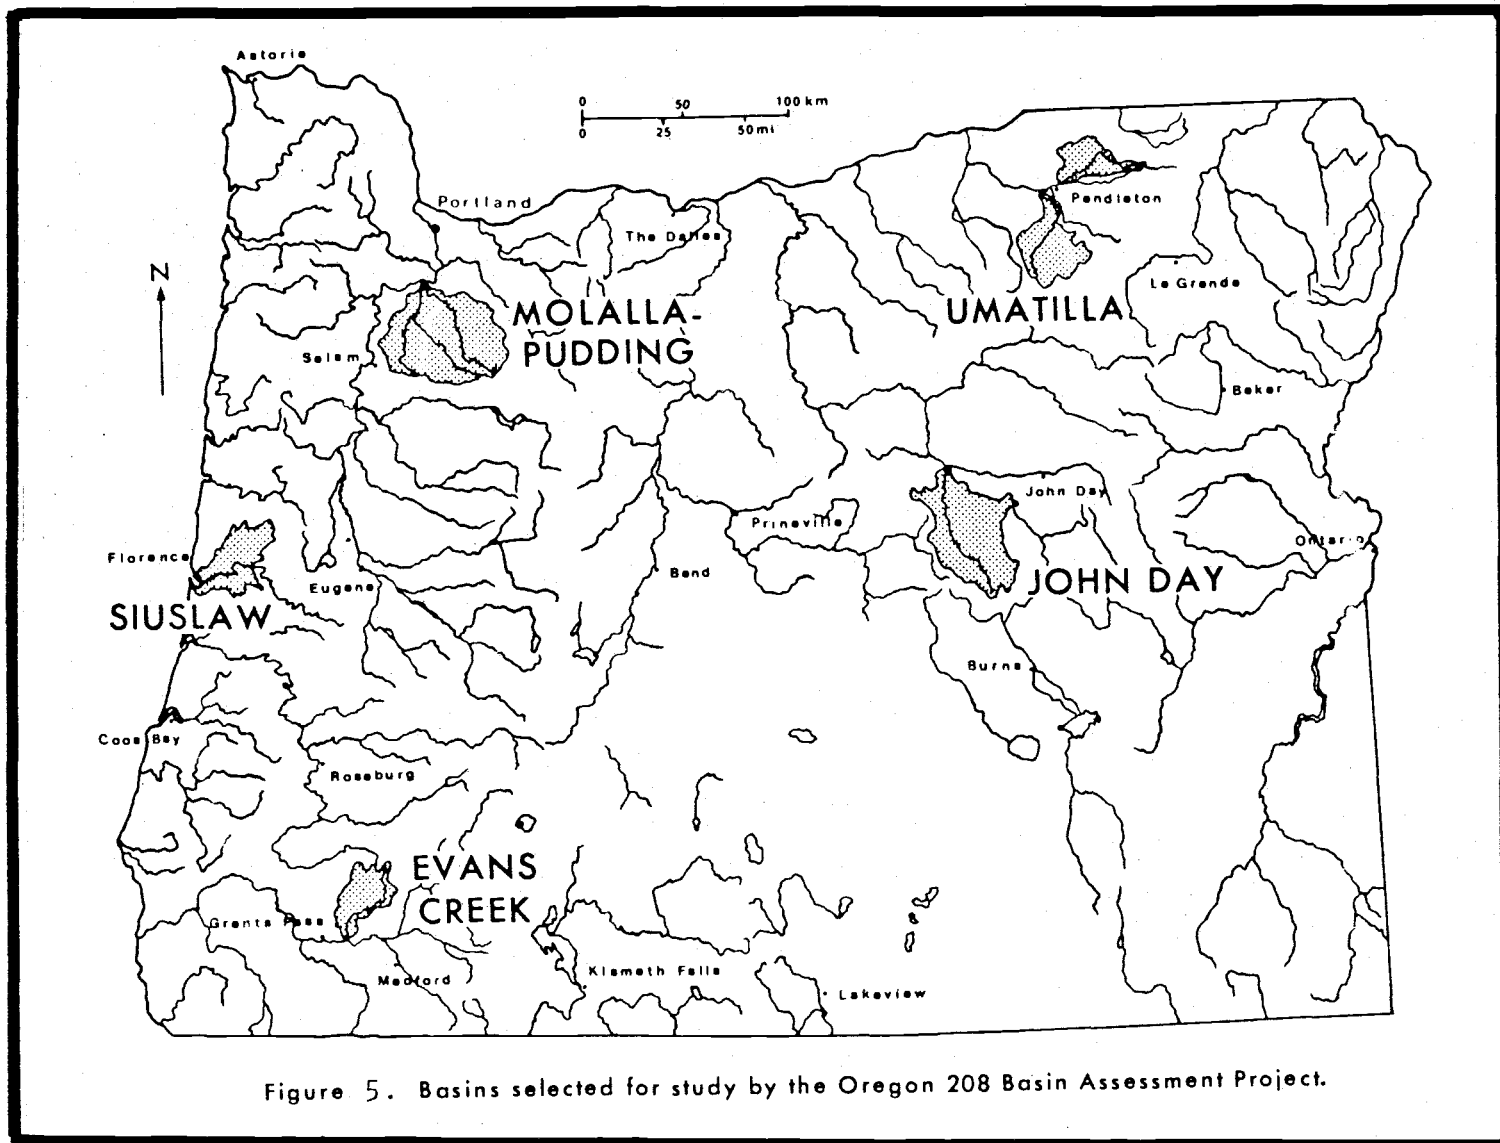 Astoria
0 50 100 km
0 25 50mi
Portland
Pendleton
The Dalles
N
La Grande
MOLALLA-
PUDDING
UMATILLA
Salem
Baker
John Day
Prineville
Ontario
Florence
Eugene
Bend
JOHN DAY
SIUSLAW
Burns
Coos Bay
Roseburg
EVANS
CREEK
Grants Pass
Medford
Klamath Falls
Lakeview
Figure 5. Basins selected for study by the Oregon 208 Basin Assessment Project.